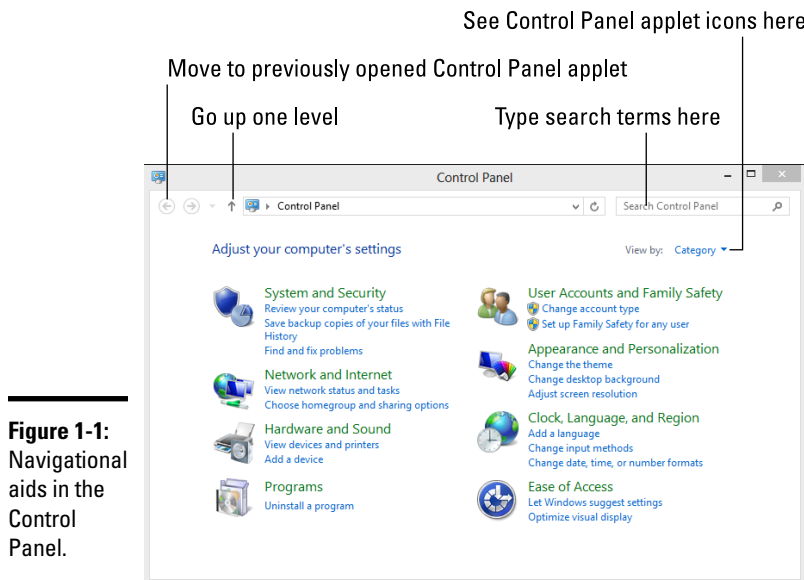 See Control Panel applet icons here
Move to previously opened Control Panel applet
Go up one level
Type search terms here
Control Panel
Control Panel
Search Control Panel
Adjust your computer's settings
View by: Category
System and Security
Review your computer's status
Save backup copies of your files with File
History
Find and fix problems
Network and Internet
View network status and tasks
Choose homegroup and sharing options
Hardware and Sound
View devices and printers
Add a device
Programs
Uninstall a program
User Accounts and Family Safety
Change account type
Set up Family Safety for any user
Appearance and Personalization
Change the theme
Change desktop background
Adjust screen resolution
Clock, Language, and Region
Add a language
Change input methods
Change date, time, or number formats
Ease of Access
Let Windows suggest settings
Optimize visual display
Figure 1-1:
Navigational
aids in the
Control
Panel.